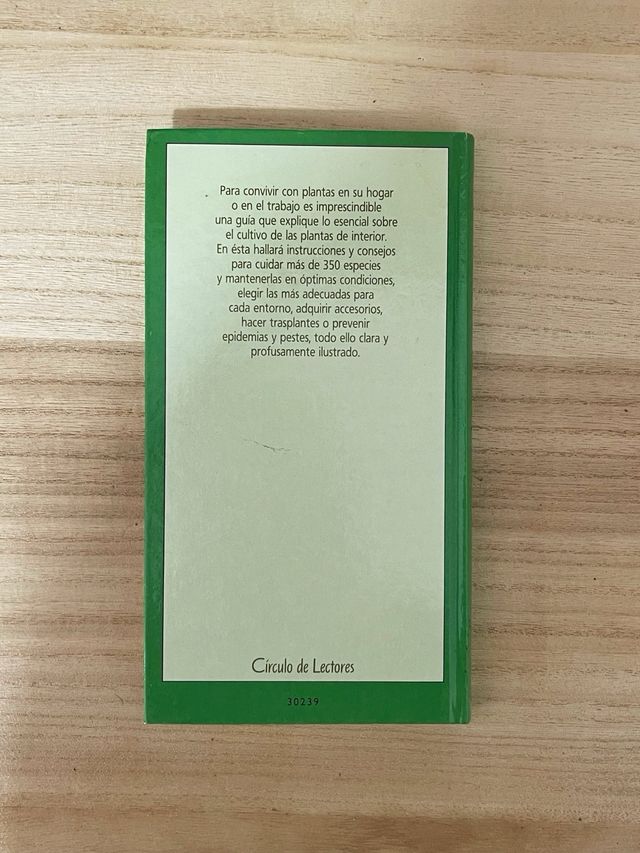 Para convivir con plantas en su hogar
o en el trabajo es imprescindible
una guía que explique lo esencial sobre
el cultivo de las plantas de interior.
En ésta hallará instrucciones y consejos
para cuidar más de 350 especies
y mantenerlas en óptimas condiciones,
elegir las más adecuadas para
cada entorno, adquirir accesorios,
hacer trasplantes o prevenir
epidemias y pestes, todo ello clara y
profusamente ilustrado.
Círculo de Lectores
30239